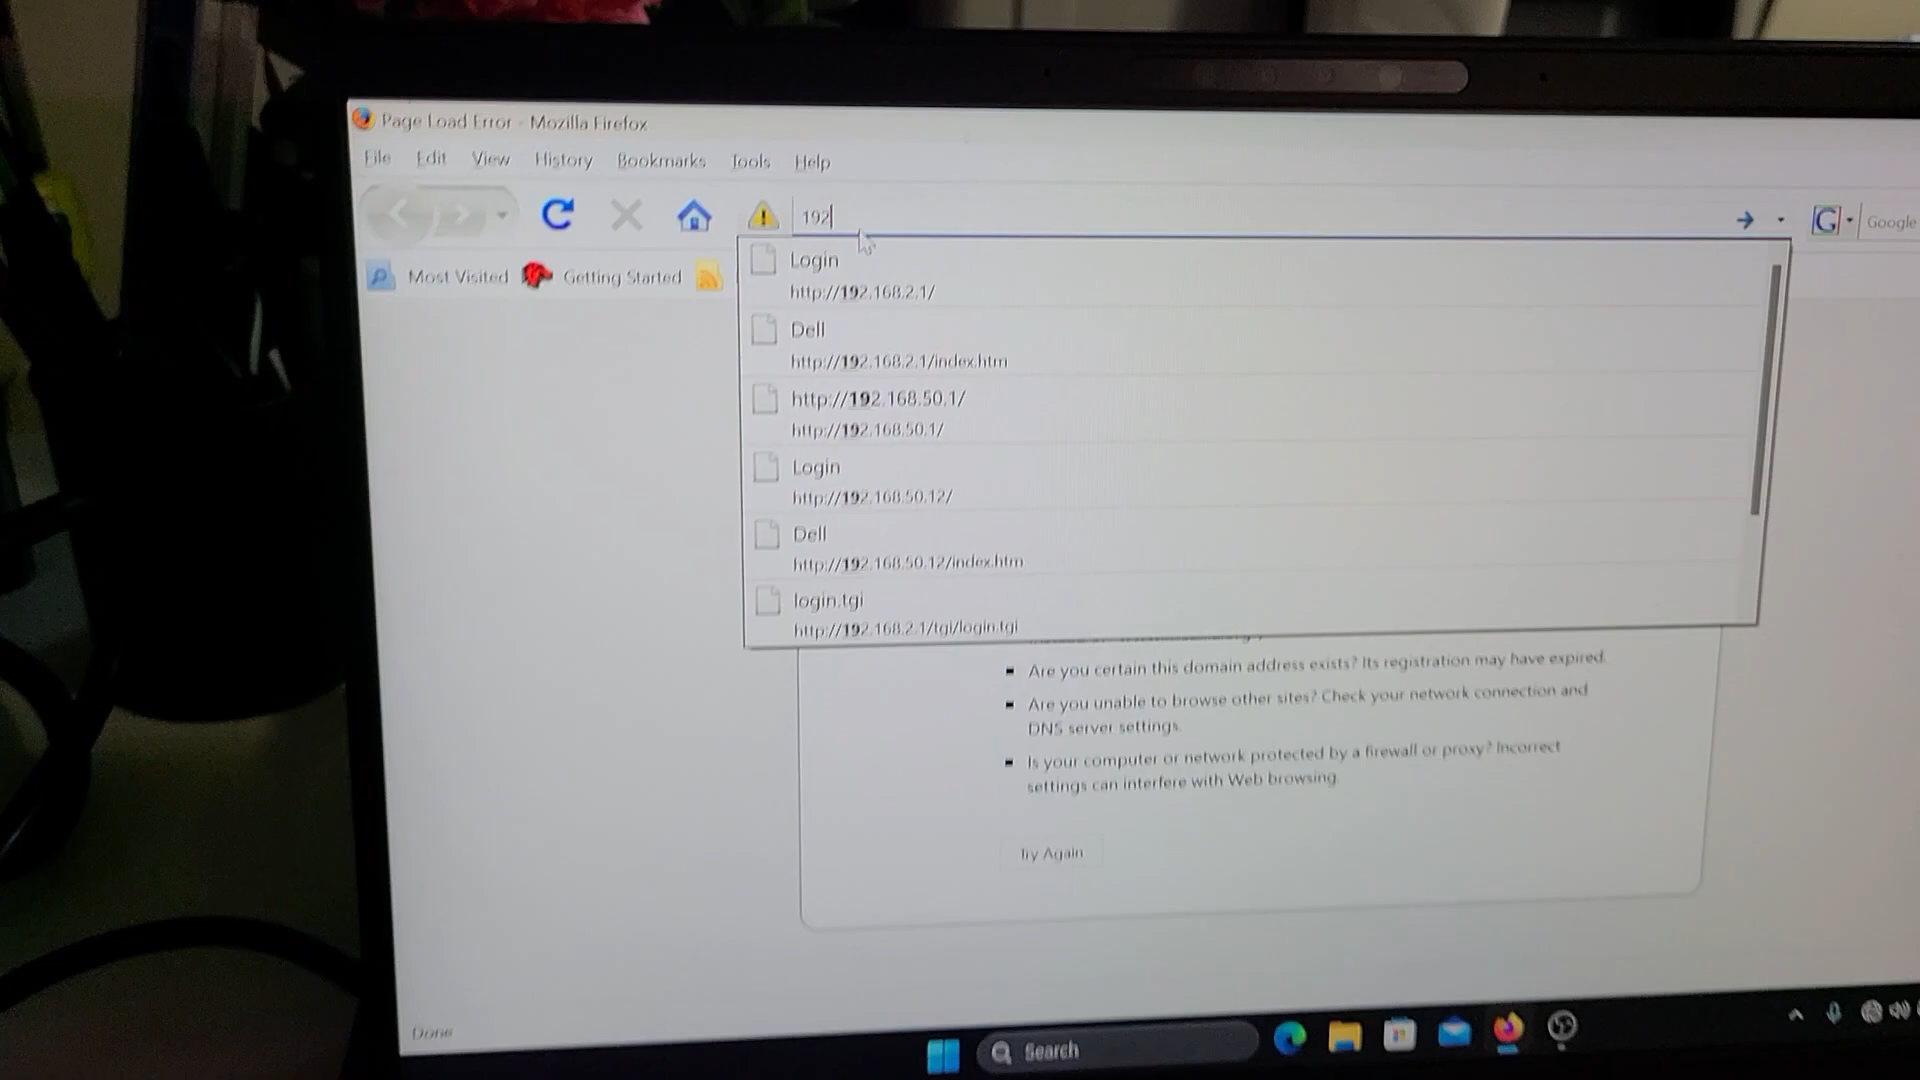 Page Load Error - Mozilla Firefox
File Edit View History Bookmarks Tools Help
192
G Google
Most Visited Getting Started
Login
http://192.168.2.1/
Dell
http://192.168.2.1/index.htm
http://192.168.50.1/
http://192.168.50.1/
Login
http://192.168.50.12/
Dell
http://192.168.50.12/index.htm
login.tgi
http://192.168.2.1/tgi/login.tgi
Are you certain this domain address exists? Its registration may have expired.
Are you unable to browse other sites? Check your network connection and
DNS server settings.
Is your computer or network protected by a firewall or proxy? Incorrect
settings can interfere with Web browsing.
Try Again
Done
Search